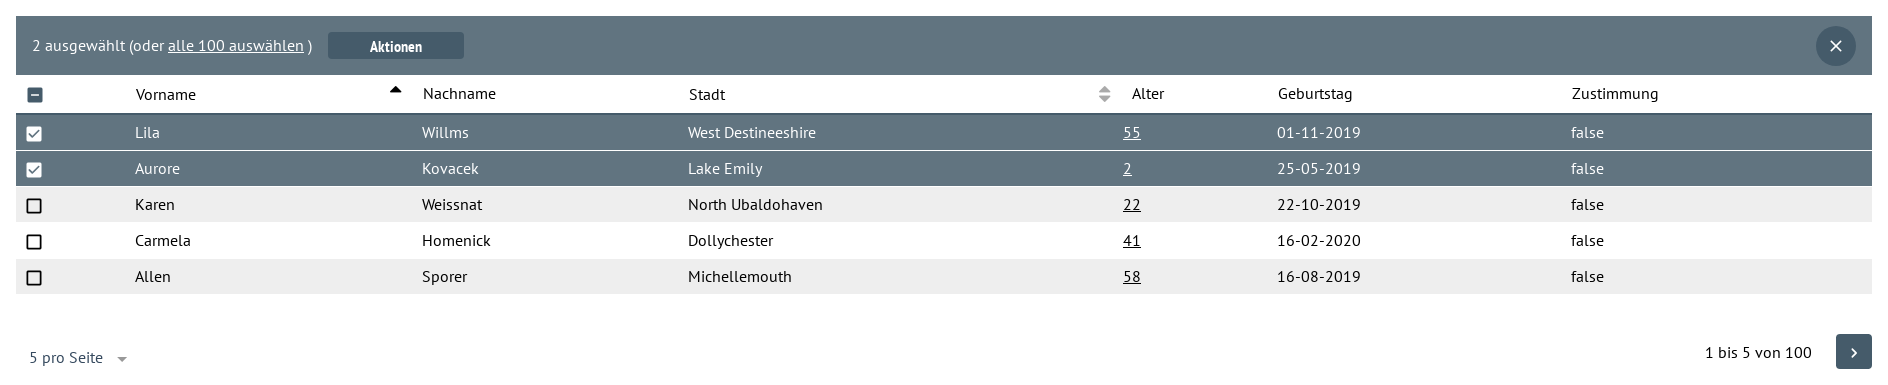 2 ausgewählt (oder alle 100 auswählen ) Aktionen
Vorname Nachname Stadt Alter Geburtstag Zustimmung
Lila Willms West Destineeshire 55 01-11-2019 false
Aurore Kovacek Lake Emily 2 25-05-2019 false
Karen Weissnat North Ubaldohaven 22 22-10-2019 false
Carmela Homenick Dollychester 41 16-02-2020 false
Allen Sporer Michellemouth 58 16-08-2019 false
5 pro Seite 1 bis 5 von 100